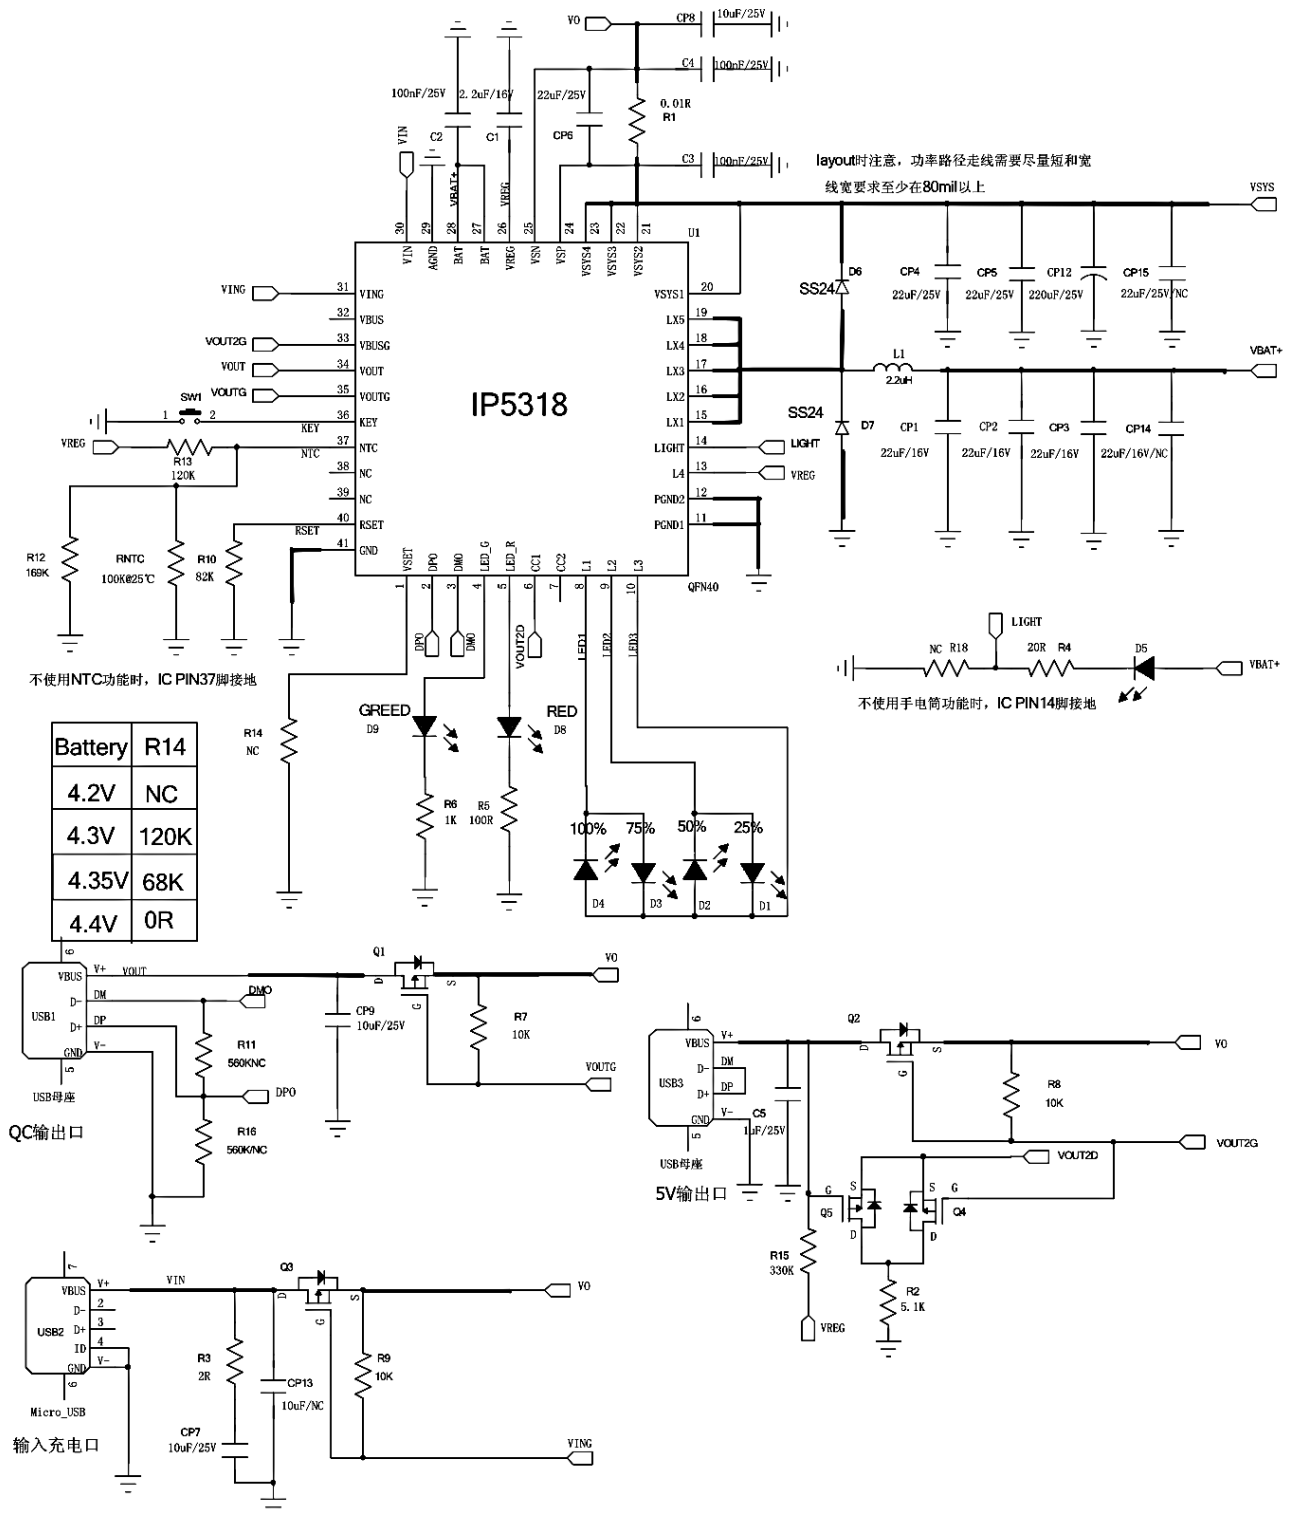 VO
CP8
10uF/25V
C4
100nF/25V
100nF/25V
2.2uF/16V
22uF/25V
0.01R
R1
C2
C1
CP6
C3
100nF/25V
VIN
VBAT+
VREG
layout时注意，功率路径走线需要尽量短和宽
线宽要求至少在80mil以上
VSYS
30
29
28
27
26
25
24
23
22
21
U1
VIN
AGND
BAT
BAT
VREG
VSN
VSP
VSYS4
VSYS3
VSYS2
VING
31
VING
32
VBUS
VOUT2G
33
VBUSG
VOUT
34
VOUT
VOUTG
35
VOUTG
SW1
1
2
KEY
36
KEY
VREG
R13
120K
NTC
37
NTC
38
NC
39
NC
40
RSET
RSET
41
GND
IP5318
VSYS1
20
LX5
19
LX4
18
LX3
17
LX2
16
LX1
15
LIGHT
14
LIGHT
L4
13
VREG
PGND2
12
PGND1
11
D6
SS24
CP4
22uF/25V
CP5
22uF/25V
CP12
220uF/25V
CP15
22uF/25V/NC
L1
2.2uH
VBAT+
SS24
D7
CP1
22uF/16V
CP2
22uF/16V
CP3
22uF/16V
CP14
22uF/16V/NC
R12
169K
RNTC
100K@25℃
R10
82K
VSET
DPO
DMO
LED_G
LED_R
CC1
CC2
L1
L2
L3
QFN40
1
2
3
4
5
6
7
8
9
10
DPO
DMO
VOUT2D
LED1
LED2
LED3
不使用NTC功能时，IC PIN37脚接地
LIGHT
NC
R18
20R
R4
D5
VBAT+
不使用手电筒功能时，IC PIN14脚接地
Battery
R14
4.2V
NC
4.3V
120K
4.35V
68K
4.4V
0R
R14
NC
GREED
D9
RED
D8
R6
1K
R5
100R
100%
75%
50%
25%
D4
D3
D2
D1
6
VBUS
V+
VOUT
D-
DM
DMO
USB1
D+
DP
GND
V-
5
USB母座
QC输出口
R11
560KNC
DPO
R16
560K/NC
CP9
10uF/25V
Q1
D
S
G
VO
R7
10K
VOUTG
6
VBUS
V+
D-
DM
USB3
D+
DP
GND
V-
5
USB母座
5V输出口
C5
1uF/25V
Q2
D
S
G
VO
R8
10K
VOUT2G
VOUT2D
G
S
Q5
D
S
G
Q4
D
R15
330K
VREG
R2
5.1K
7
VBUS
V+
VIN
D-
2
D+
3
USB2
ID
4
GND
V-
6
Micro_USB
输入充电口
R3
2R
CP7
10uF/25V
CP13
10uF/NC
Q3
D
S
G
VO
R9
10K
VING